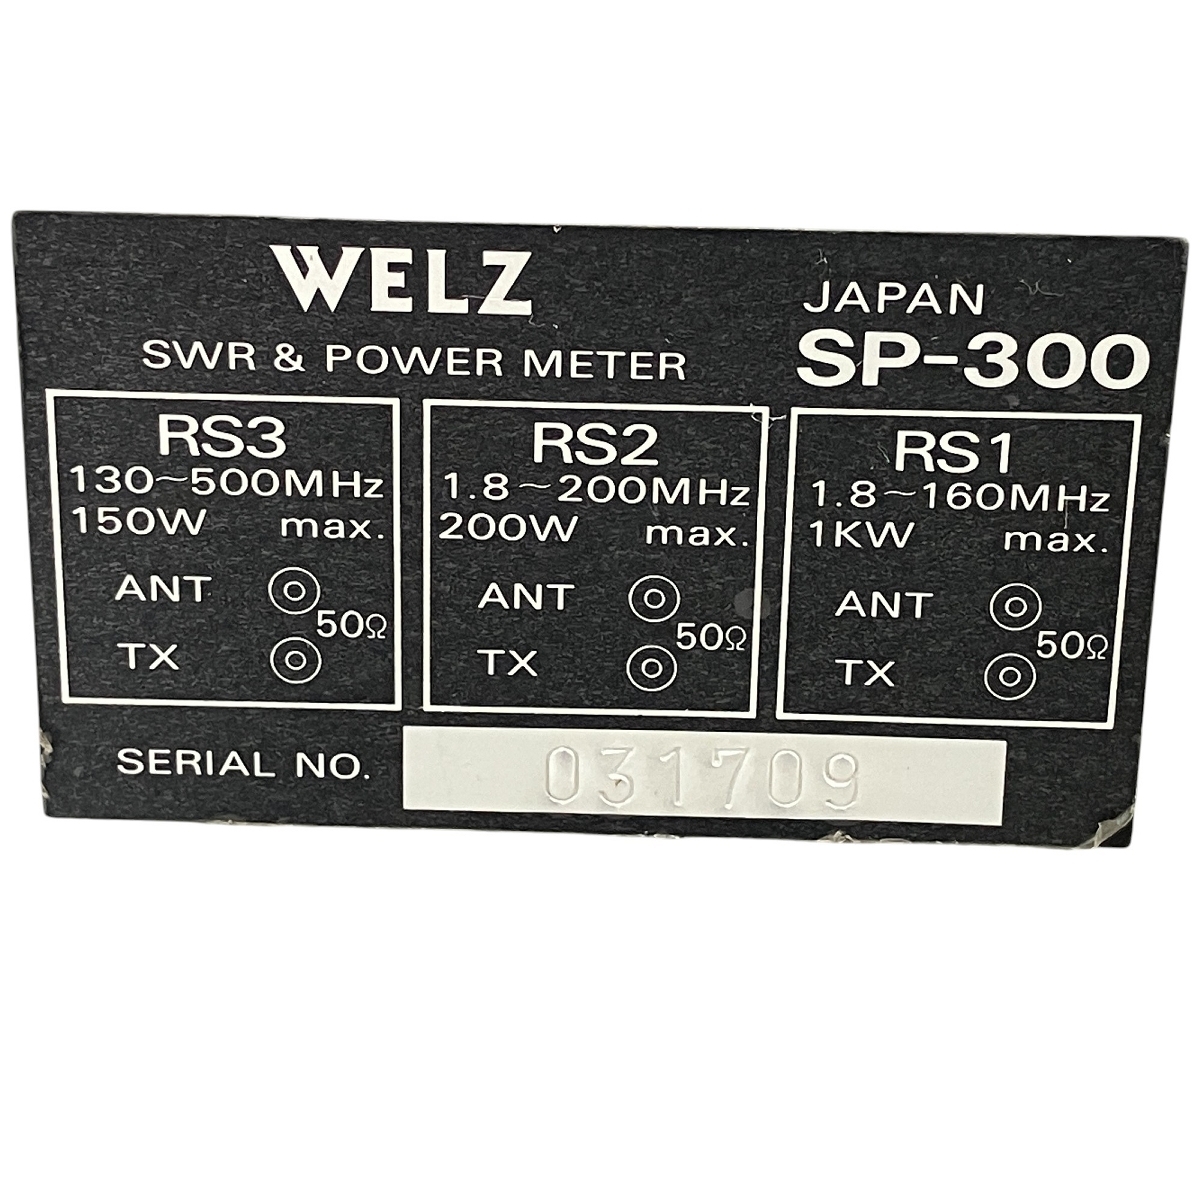 WELZ
JAPAN
SWR & POWER METER
SP-300
RS3
130~500MHz
150W max.
ANT
50Ω
TX
RS2
1.8~200MHz
200W max.
ANT
50Ω
TX
RS1
1.8~160MHz
1KW max.
ANT
50Ω
TX
SERIAL NO. 031709